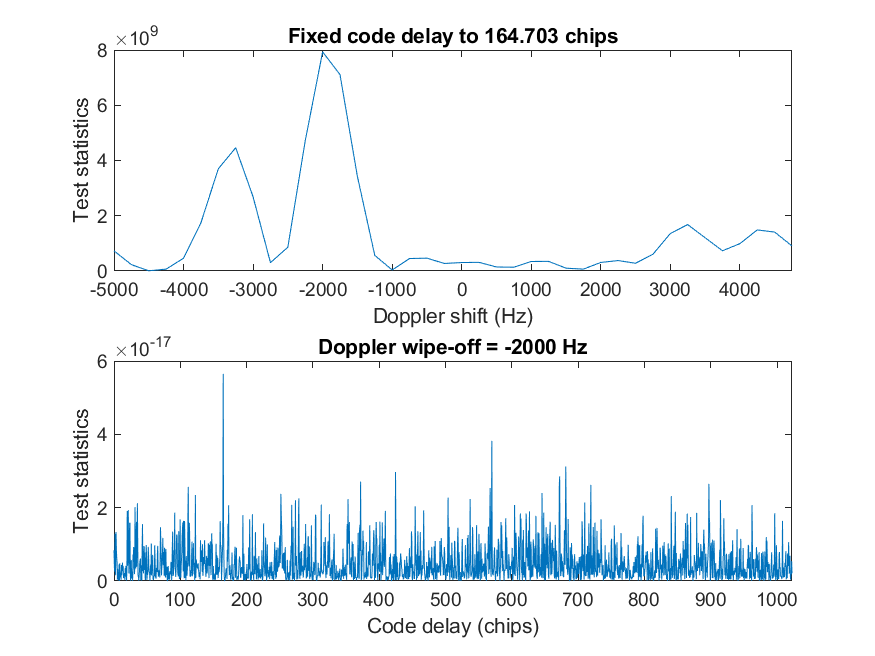 ×10^9
Fixed code delay to 164.703 chips
8
6
4
2
0
Test statistics
-5000 -4000 -3000 -2000 -1000 0 1000 2000 3000 4000
Doppler shift (Hz)
×10^-17
Doppler wipe-off = -2000 Hz
6
4
2
0
Test statistics
0 100 200 300 400 500 600 700 800 900 1000
Code delay (chips)